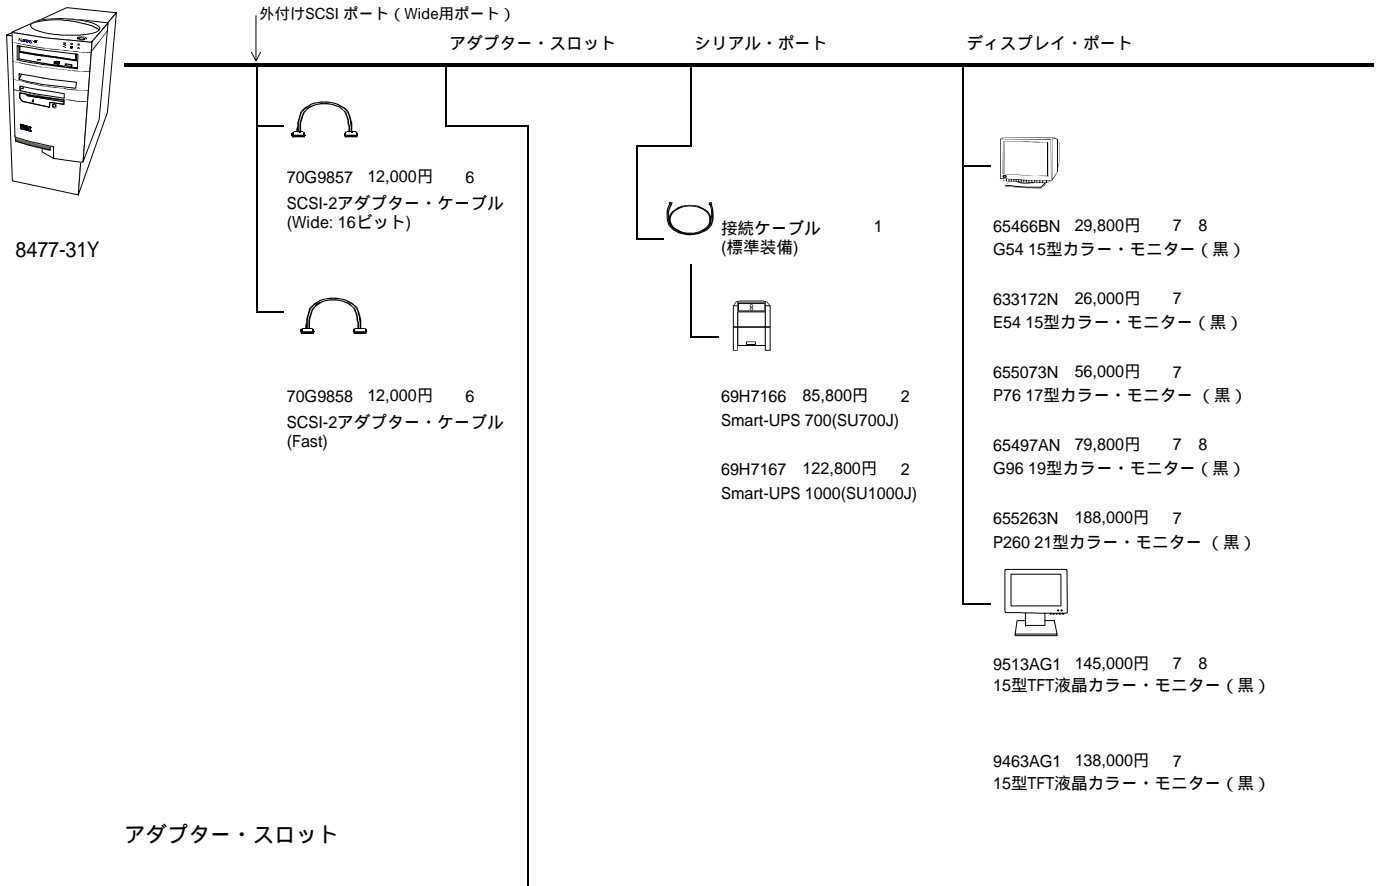 外付けSCSI ポート（Wide用ポート）
アダプター・スロット
シリアル・ポート
ディスプレイ・ポート
8477-31Y
70G9857 12,000円 6
SCSI-2アダプター・ケーブル
(Wide: 16ビット)
70G9858 12,000円 6
SCSI-2アダプター・ケーブル
(Fast)
接続ケーブル 1
(標準装備)
69H7166 85,800円 2
Smart-UPS 700(SU700J)
69H7167 122,800円 2
Smart-UPS 1000(SU1000J)
65466BN 29,800円 7 8
G54 15型カラー・モニター（黒）
633172N 26,000円 7
E54 15型カラー・モニター（黒）
655073N 56,000円 7
P76 17型カラー・モニター （黒）
65497AN 79,800円 7 8
G96 19型カラー・モニター（黒）
655263N 188,000円 7
P260 21型カラー・モニター （黒）
9513AG1 145,000円 7 8
15型TFT液晶カラー・モニター（黒）
9463AG1 138,000円 7
15型TFT液晶カラー・モニター（黒）
アダプター・スロット